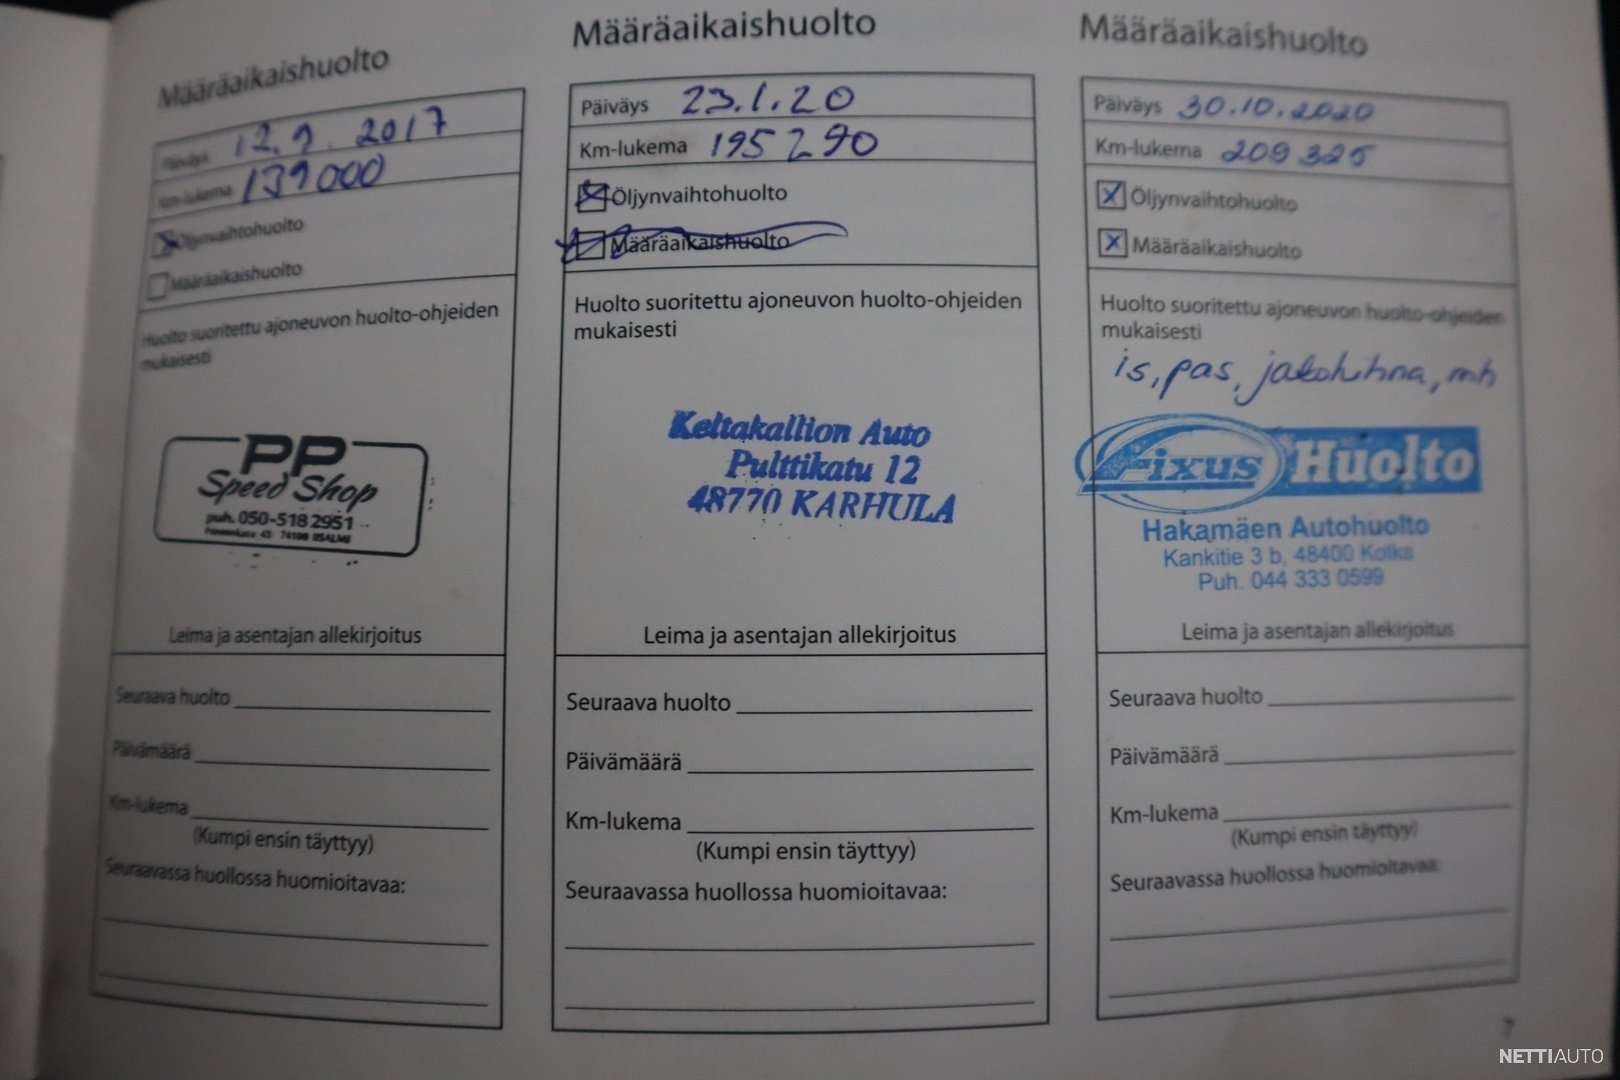 Määräaikaishuolto
Päiväys 12.9.2017
Km-lukema 139000
Öljynvaihtohuolto
Määräaikaishuolto
Huolto suoritettu ajoneuvon huolto-ohjeiden
mukaisesti
PP
Speed Shop
puh. 050-518 2951
74100 IISALMI
Leima ja asentajan allekirjoitus
Seuraava huolto
Päivämäärä
Km-lukema
(Kumpi ensin täyttyy)
Seuraavassa huollossa huomioitavaa:
Määräaikaishuolto
Päiväys 23.1.20
Km-lukema 195290
Öljynvaihtohuolto
Määräaikaishuolto
Huolto suoritettu ajoneuvon huolto-ohjeiden
mukaisesti
Keltakallion Auto
Pulttikatu 12
48770 KARHULA
Leima ja asentajan allekirjoitus
Seuraava huolto
Päivämäärä
Km-lukema
(Kumpi ensin täyttyy)
Seuraavassa huollossa huomioitavaa:
Määräaikaishuolto
Päiväys 30.10.2020
Km-lukema 209325
Öljynvaihtohuolto
Määräaikaishuolto
Huolto suoritettu ajoneuvon huolto-ohjeiden
mukaisesti
is, pas, jakohihna, mh
Fixus Huolto
Hakamäen Autohuolto
Kankitie 3 b, 48400 Kotka
Puh. 044 333 0599
Leima ja asentajan allekirjoitus
Seuraava huolto
Päivämäärä
Km-lukema
(Kumpi ensin täyttyy)
Seuraavassa huollossa huomioitavaa:
7
NETTIAUTO